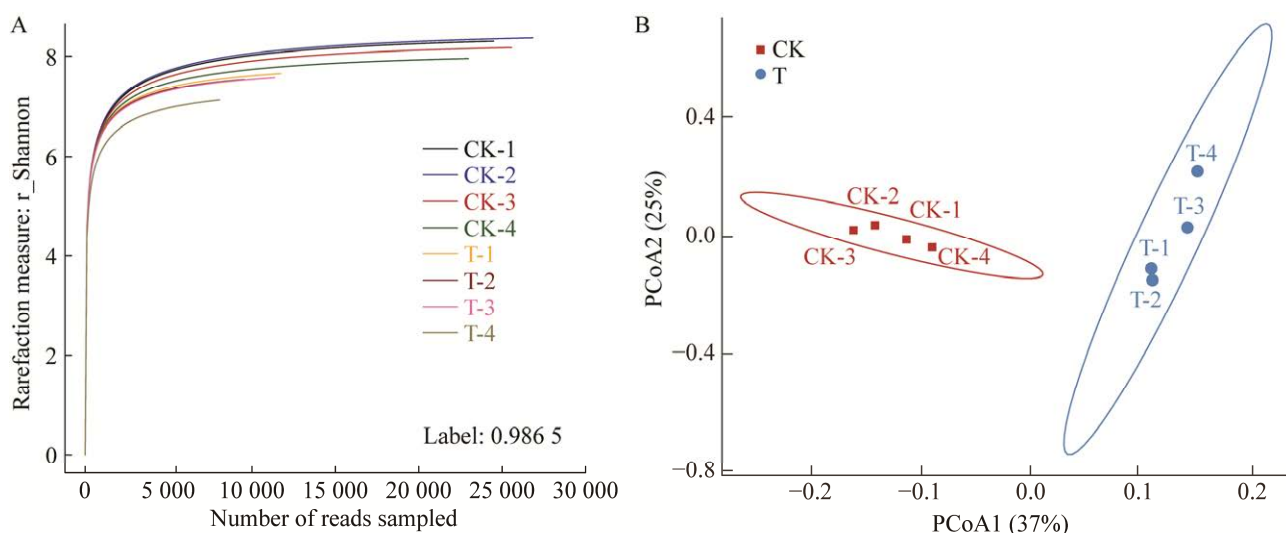 A
Rarefaction measure: r_Shannon
8
6
4
2
0
CK-1
CK-2
CK-3
CK-4
T-1
T-2
T-3
T-4
Label: 0.986 5
0 5 000 10 000 15 000 20 000 25 000 30 000
Number of reads sampled
B
CK
T
PCoA2 (25%)
0.4
0.0
−0.4
−0.8
T-4
T-3
T-1
T-2
CK-2
CK-1
CK-3
CK-4
−0.2 −0.1 0.0 0.1 0.2
PCoA1 (37%)